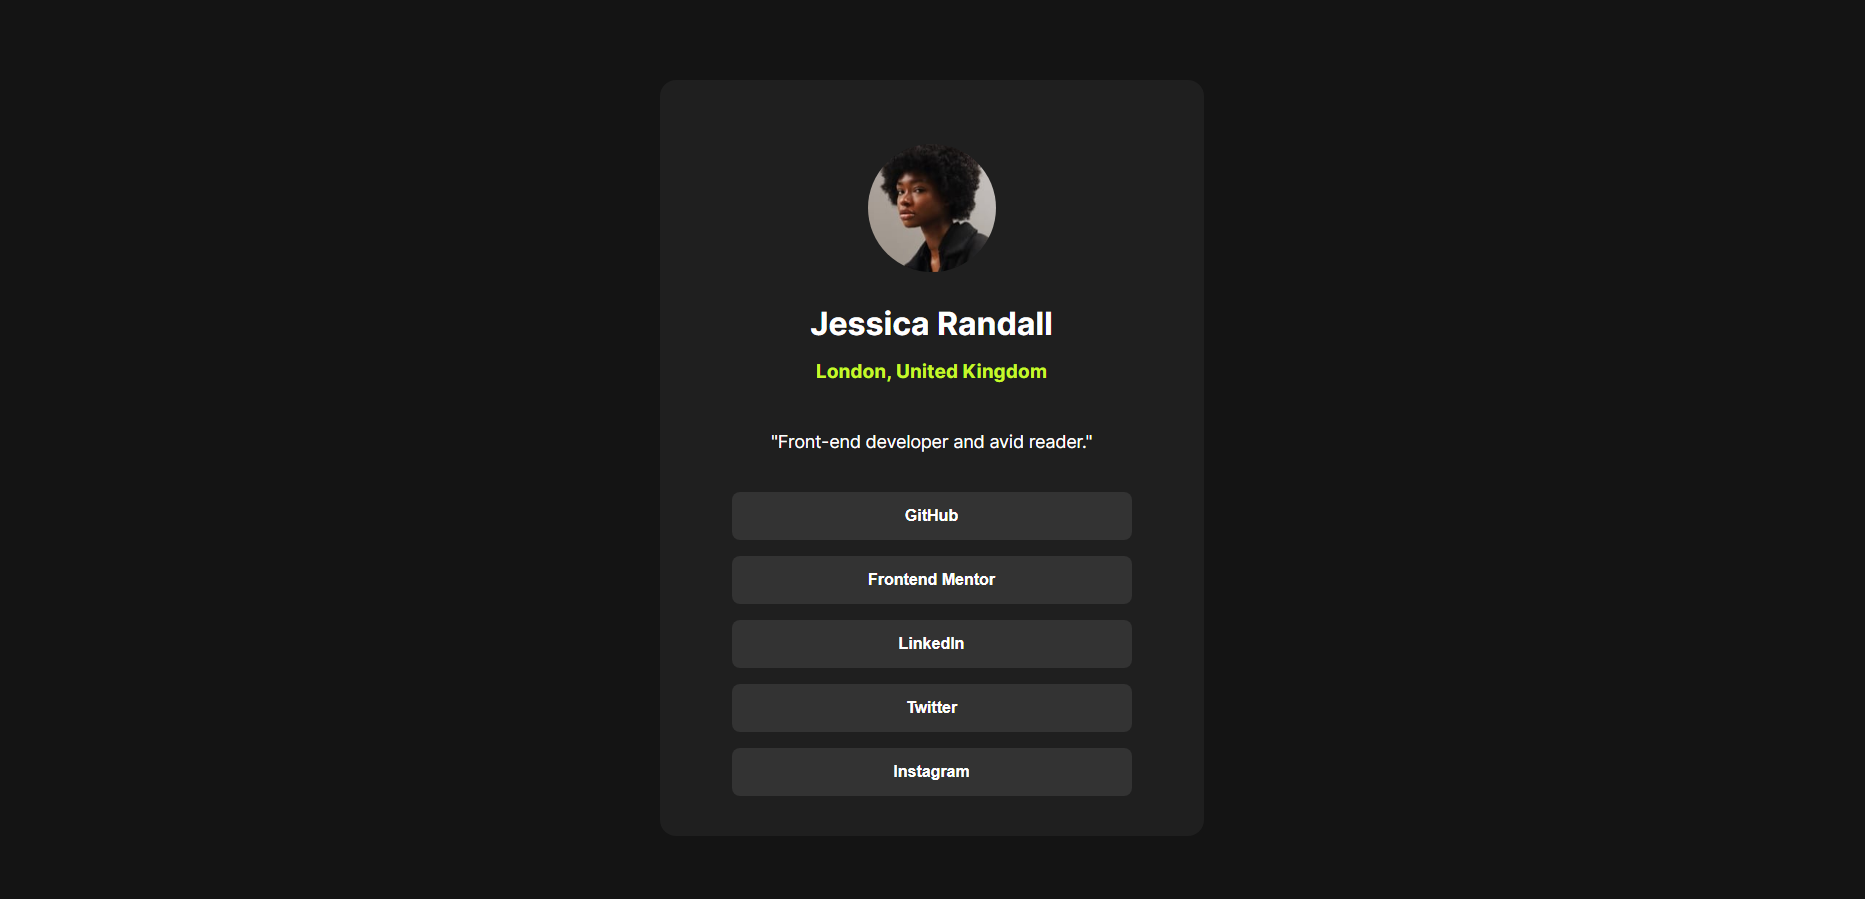 Jessica Randall
London, United Kingdom
"Front-end developer and avid reader."
GitHub
Frontend Mentor
LinkedIn
Twitter
Instagram